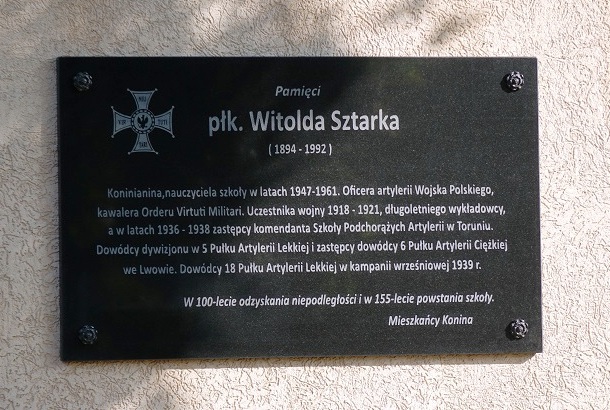 Pamięci
płk. Witolda Sztarka
( 1894 - 1992 )
Koninianina,nauczyciela szkoły w latach 1947-1961. Oficera artylerii Wojska Polskiego,
kawalera Orderu Virtuti Militari. Uczestnika wojny 1918 - 1921, długoletniego wykładowcy,
a w latach 1936 - 1938 zastępcy komendanta Szkoły Podchorążych Artylerii w Toruniu.
Dowódcy dywizjonu w 5 Pułku Artylerii Lekkiej i zastępcy dowódcy 6 Pułku Artylerii Ciężkiej
we Lwowie. Dowódcy 18 Pułku Artylerii Lekkiej w kampanii wrześniowej 1939 r.
W 100-lecie odzyskania niepodległości i w 155-lecie powstania szkoły.
Mieszkańcy Konina